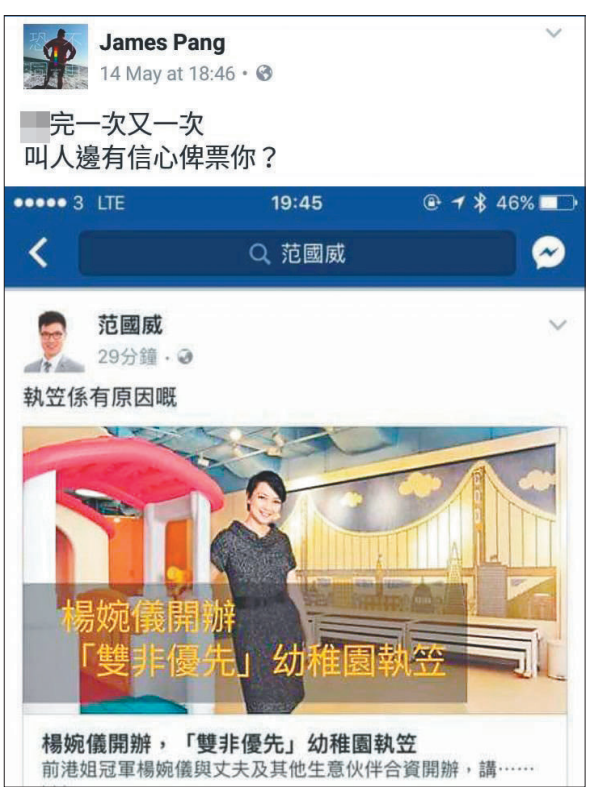 James Pang
14 May at 18:46
完一次又一次
叫人邊有信心俾票你？
3 LTE 19:45 46%
范國威
范國威
29分鐘
執笠係有原因嘅
楊婉儀開辦
「雙非優先」幼稚園執笠
楊婉儀開辦，「雙非優先」幼稚園執笠
前港姐冠軍楊婉儀與丈夫及其他生意伙伴合資開辦，講……